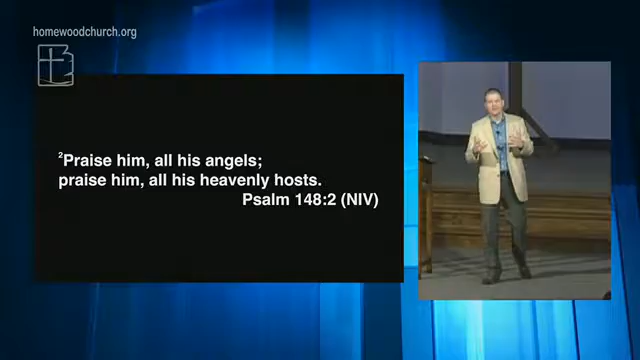 homewoodchurch.org
²Praise him, all his angels;
praise him, all his heavenly hosts.
Psalm 148:2 (NIV)